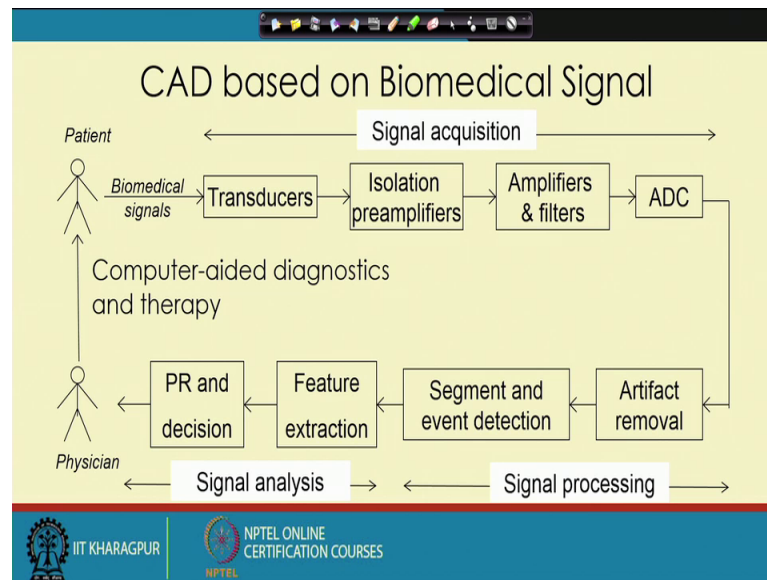 CAD based on Biomedical Signal
Patient
Signal acquisition
Biomedical
signals
Transducers
Isolation
preamplifiers
Amplifiers
& filters
ADC
Computer-aided diagnostics
and therapy
PR and
decision
Feature
extraction
Segment and
event detection
Artifact
removal
Physician
Signal analysis
Signal processing
IIT KHARAGPUR
NPTEL
NPTEL ONLINE
CERTIFICATION COURSES